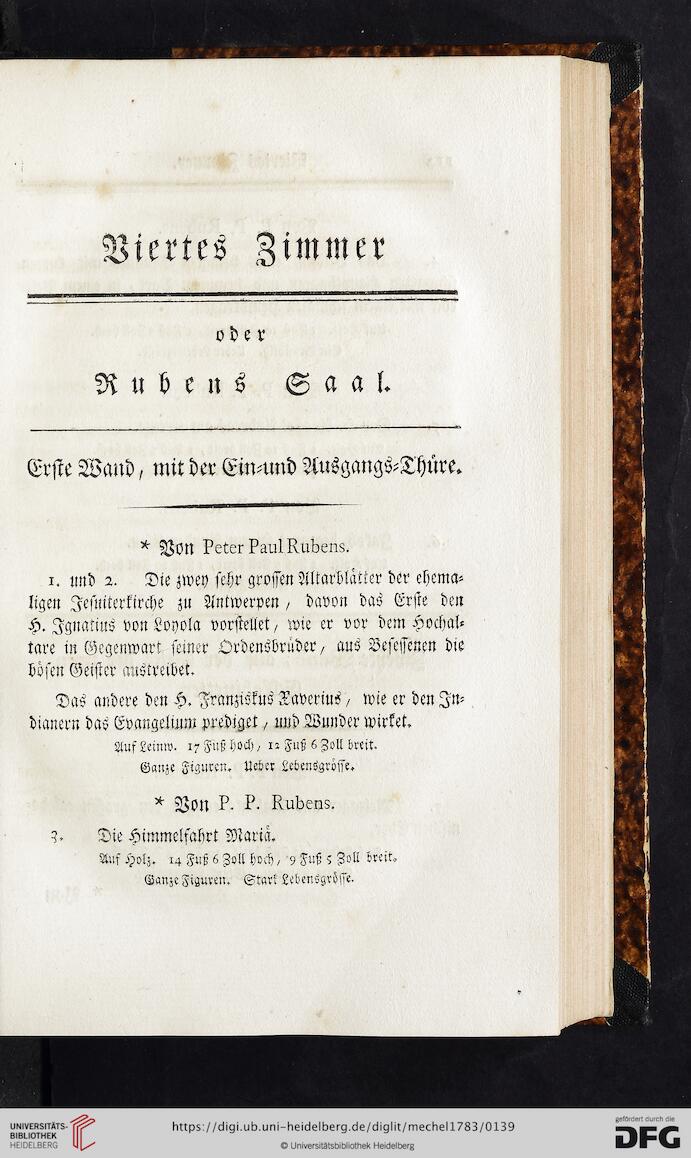 Viertes Zimmer
oder
Rubens Saal.
Erste Wand, mit der Ein-und Ausgangs-Thüre.
* Von Peter Paul Rubens.
1. und 2. Die zwey sehr grossen Altarblätter der ehema-
ligen Jesuiterkirche zu Antwerpen, davon das Erste den
H. Ignatius von Loyola vorstellet, wie er vor dem Hochal-
tare in Gegenwart seiner Ordensbrüder, aus Besessenen die
bösen Geister austreibet.
Das andere den H. Franziskus Xaverius, wie er den In-
dianern das Evangelium prediget, und Wunder wirket.
Auf Leinw. 17 Fuß hoch, 12 Fuß 6 Zoll breit.
Ganze Figuren. Ueber Lebensgrösse.
* Von P. P. Rubens.
3. Die Himmelfahrt Mariä.
Auf Holz. 14 Fuß 6 Zoll hoch, 9 Fuß 5 Zoll breit.
Ganze Figuren. Stark Lebensgrösse.
UNIVERSITÄTS-
BIBLIOTHEK
HEIDELBERG
https://digi.ub.uni-heidelberg.de/diglit/mechel1783/0139
© Universitätsbibliothek Heidelberg
gefördert durch die
DFG